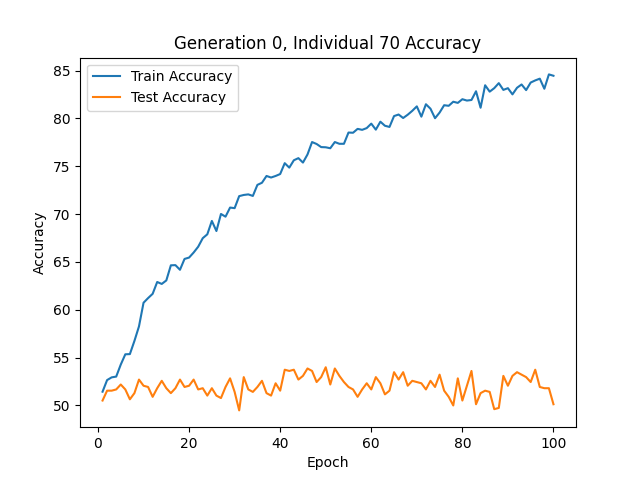 Generation 0, Individual 70 Accuracy
Train Accuracy
Test Accuracy
Accuracy
85
80
75
70
65
60
55
50
0 20 40 60 80 100
Epoch